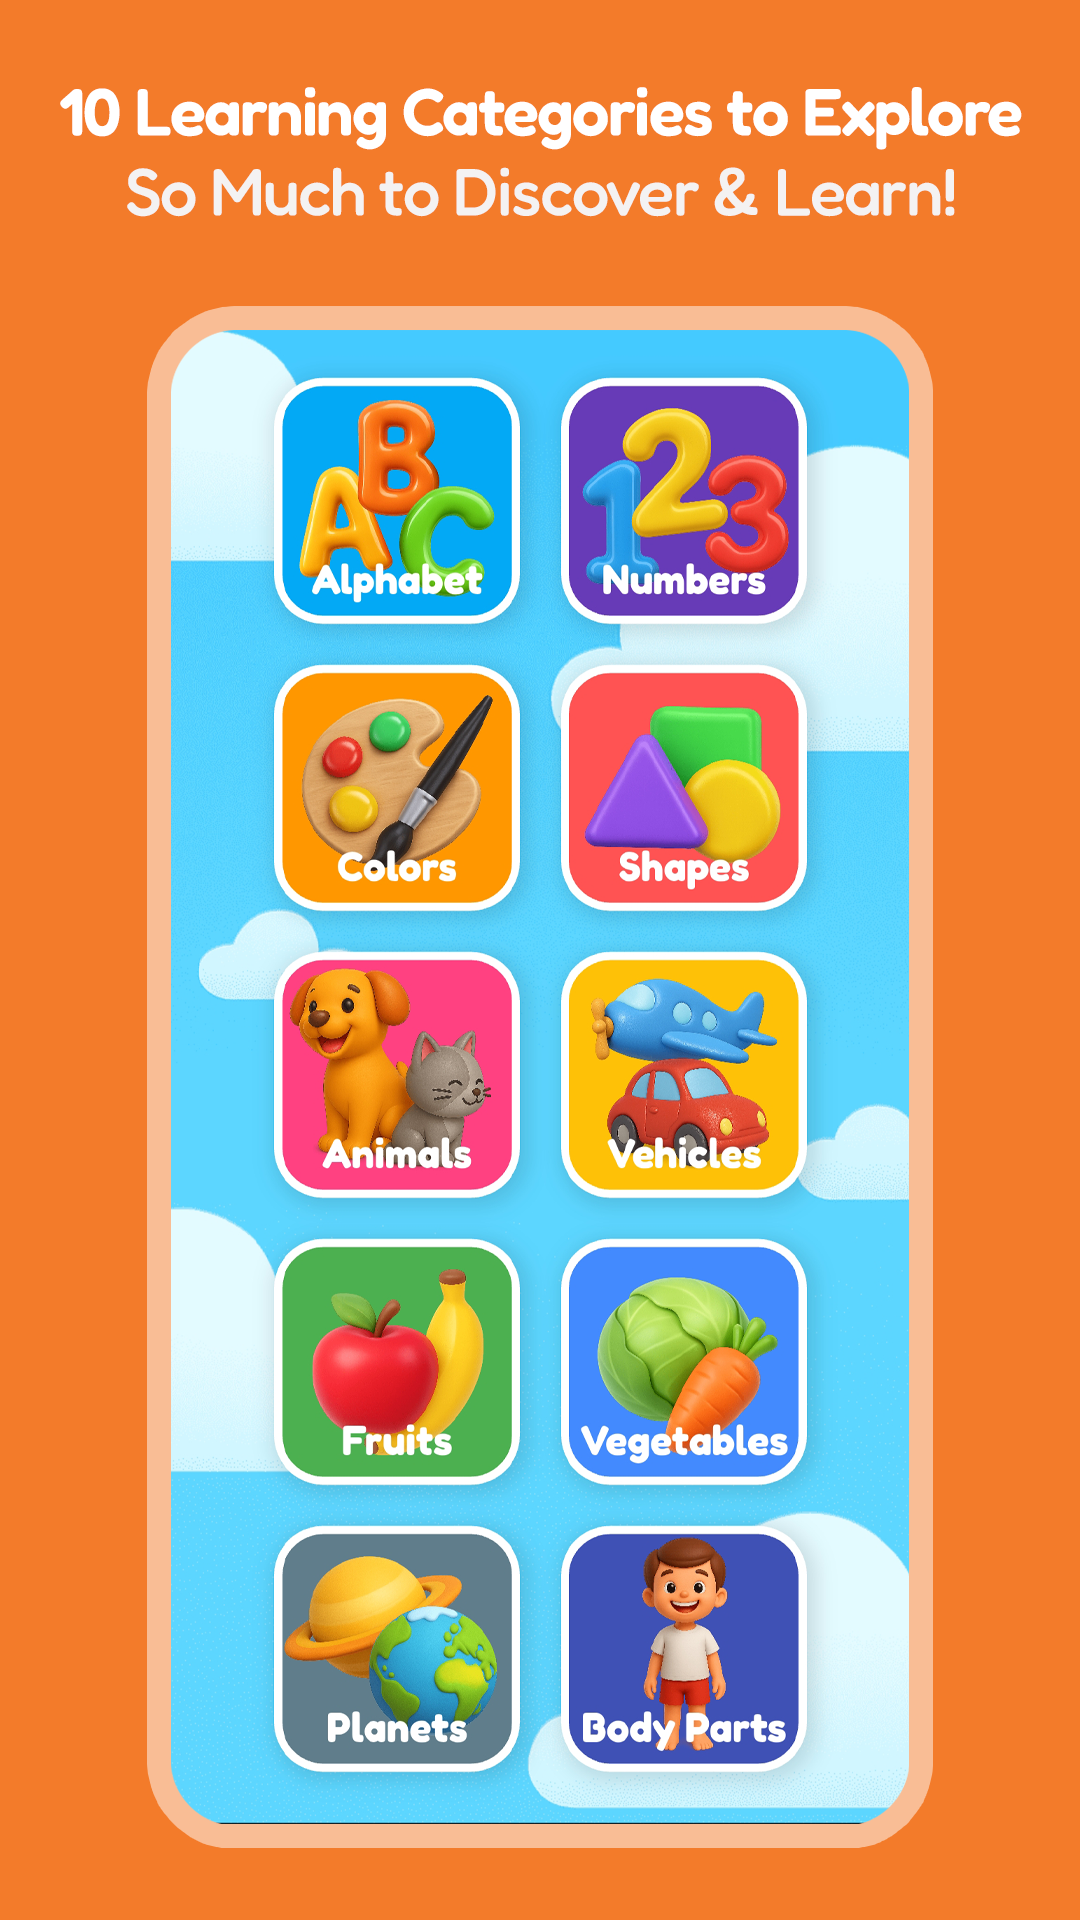 10 Learning Categories to Explore
So Much to Discover & Learn!
ABC
123
Alphabet
Numbers
Colors
Shapes
Animals
Vehicles
Fruits
Vegetables
Planets
Body Parts